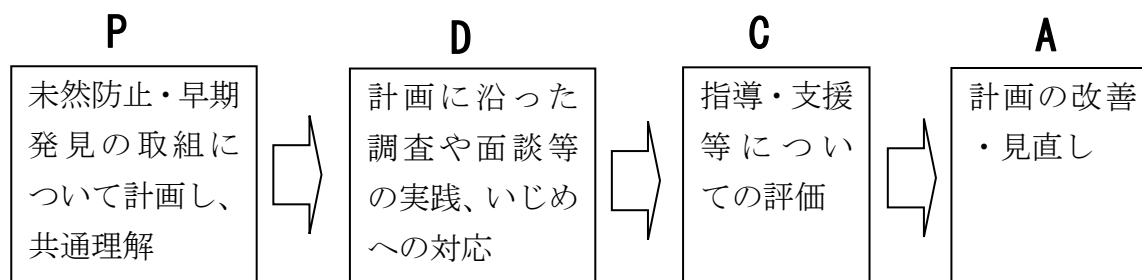 P
未然防止・早期
発見の取組に
ついて計画し、
共通理解
D
計画に沿った
調査や面談等
の実践、いじめ
への対応
C
指導・支援
等につい
ての評価
A
計画の改善
・見直し